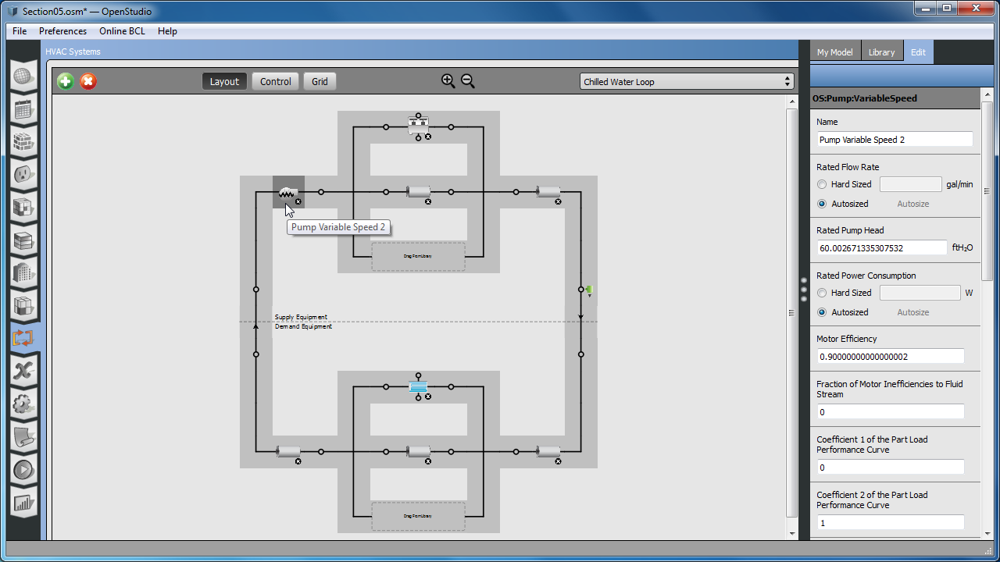 Section05.osm* — OpenStudio
File Preferences Online BCL Help
HVAC Systems
My Model Library Edit
Layout Control Grid Chilled Water Loop
OS:Pump:VariableSpeed
Name
Pump Variable Speed 2
Rated Flow Rate
Hard Sized gal/min
Autosized Autosize
Pump Variable Speed 2
Rated Pump Head
60.002671335307532 ftH₂O
Drag From Library
Rated Power Consumption
Hard Sized W
Autosized Autosize
Supply Equipment
Demand Equipment
Motor Efficiency
0.90000000000000002
Fraction of Motor Inefficiencies to Fluid
Stream
0
Coefficient 1 of the Part Load
Performance Curve
0
Coefficient 2 of the Part Load
Performance Curve
Drag From Library
1